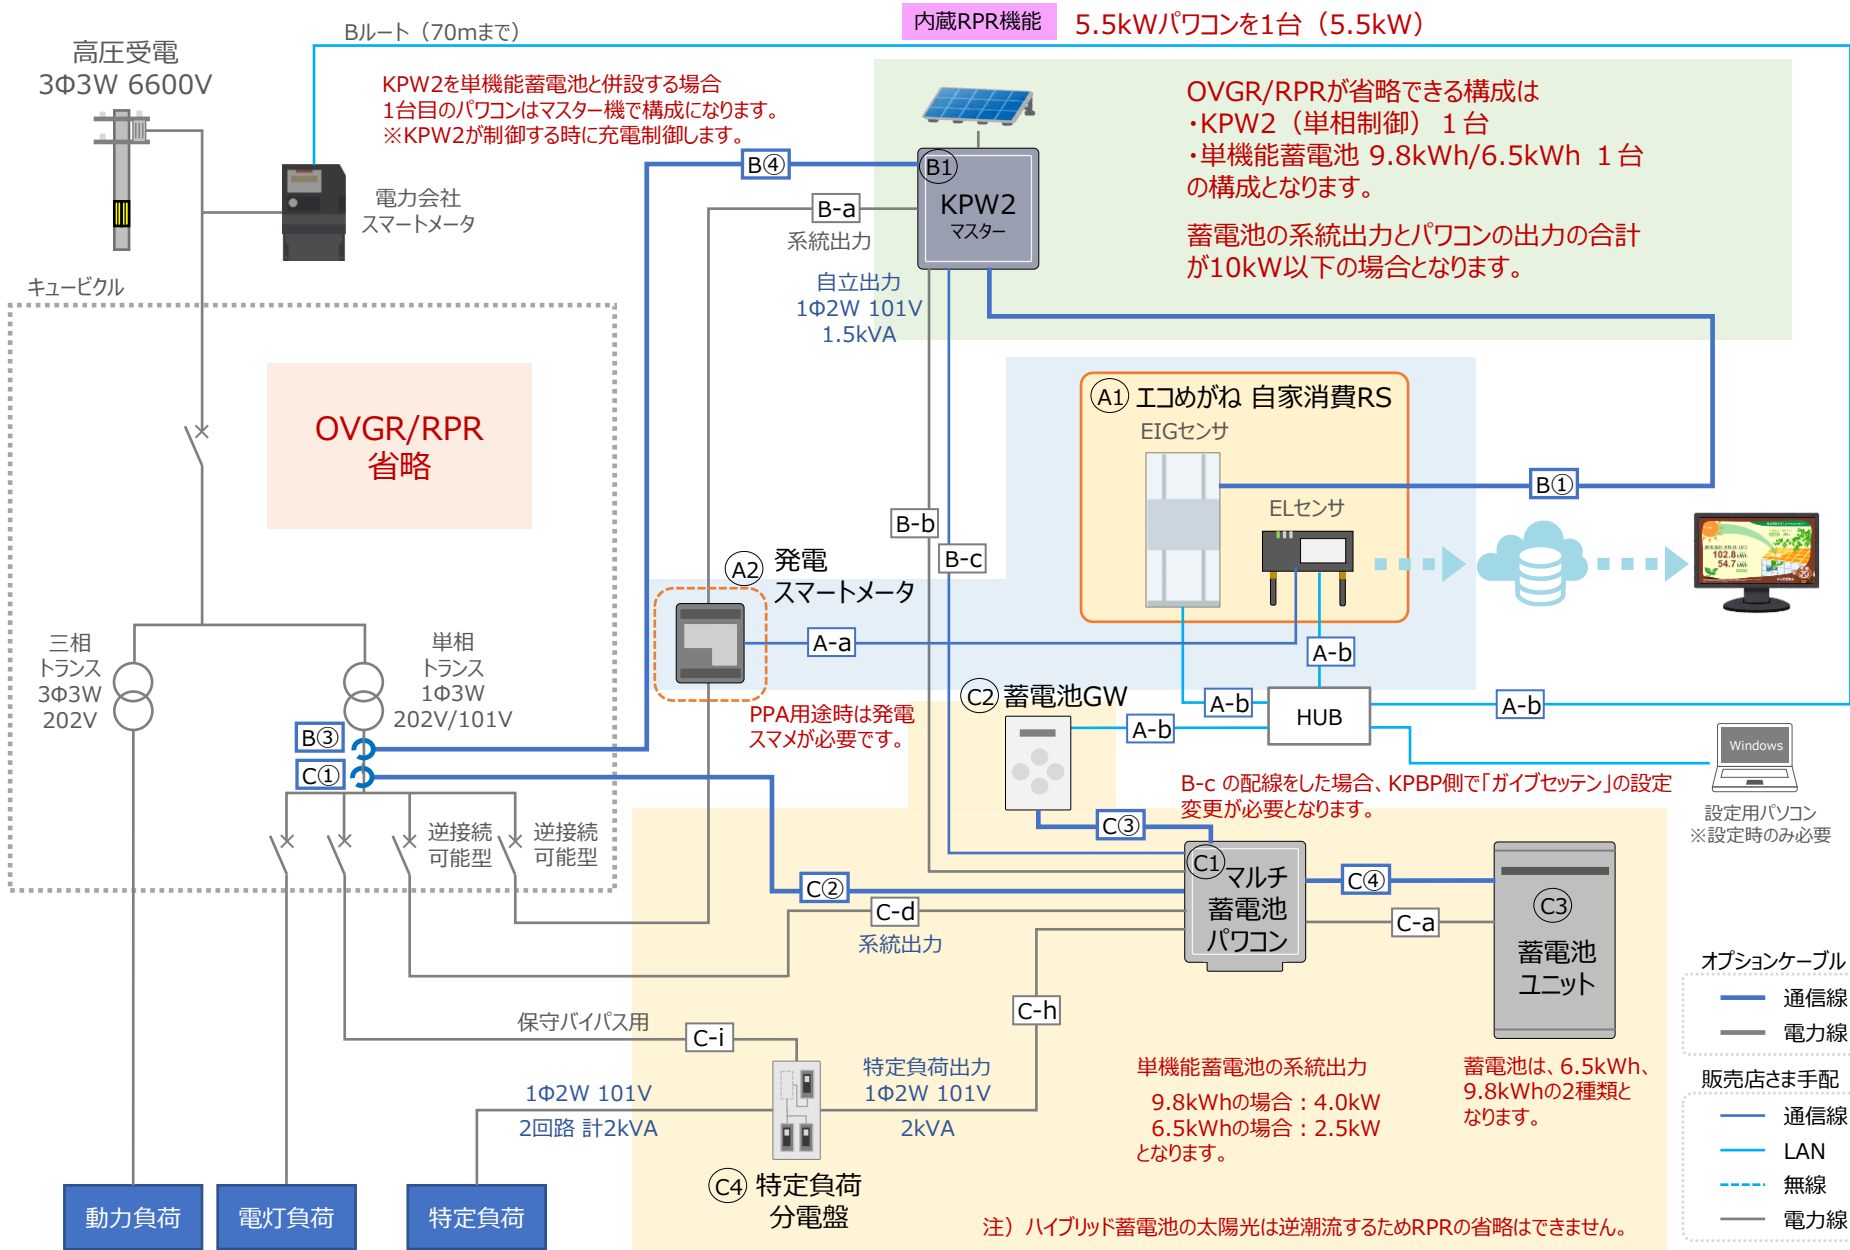 内蔵RPR機能
5.5kWパワコンを1台（5.5kW）
Bルート（70mまで）
高圧受電
3Φ3W 6600V
KPW2を単機能蓄電池と併設する場合
1台目のパワコンはマスター機で構成になります。
※KPW2が制御する時に充電制御します。
OVGR/RPRが省略できる構成は
・KPW2（単相制御）１台
・単機能蓄電池 9.8kWh/6.5kWh １台
の構成となります。
蓄電池の系統出力とパワコンの出力の合計
が10kW以下の場合となります。
電力会社
スマートメータ
B④
B1
KPW2
マスター
B-a
系統出力
キュービクル
自立出力
1Φ2W 101V
1.5kVA
OVGR/RPR
省略
A1 エコめがね 自家消費RS
EIGセンサ
ELセンサ
B①
102.8kWh
54.7kWh
B-b
B-c
A2 発電
スマートメータ
A-a
A-b
三相
トランス
3Φ3W
202V
単相
トランス
1Φ3W
202V/101V
C2 蓄電池GW
A-b
A-b
A-b
HUB
PPA用途時は発電
スマメが必要です。
B③
C①
Windows
B-c の配線をした場合、KPBP側で「ガイブセッテン」の設定
変更が必要となります。
設定用パソコン
※設定時のみ必要
逆接続
可能型
逆接続
可能型
C③
C1
マルチ
蓄電池
パワコン
C②
C④
C3
蓄電池
ユニット
C-d
系統出力
C-a
オプションケーブル
通信線
電力線
C-h
保守バイパス用
C-i
特定負荷出力
1Φ2W 101V
2kVA
1Φ2W 101V
2回路 計2kVA
単機能蓄電池の系統出力
9.8kWhの場合：4.0kW
6.5kWhの場合：2.5kW
となります。
蓄電池は、6.5kWh、
9.8kWhの2種類と
なります。
販売店さま手配
通信線
LAN
無線
電力線
C4 特定負荷
分電盤
動力負荷
電灯負荷
特定負荷
注）ハイブリッド蓄電池の太陽光は逆潮流するためRPRの省略はできません。